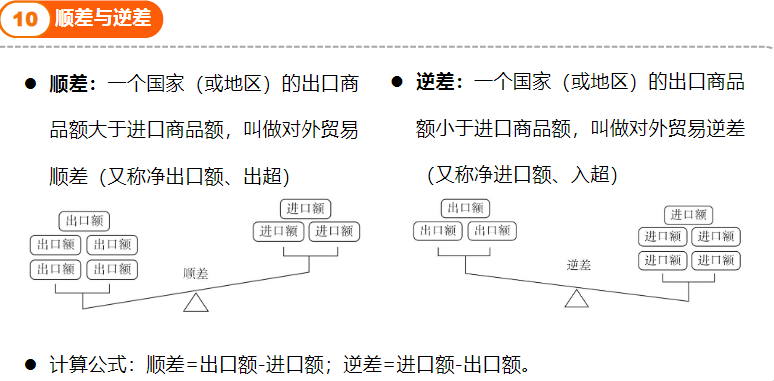 10 顺差与逆差
● 顺差：一个国家（或地区）的出口商
品额大于进口商品额，叫做对外贸易
顺差（又称净出口额、出超）
● 逆差：一个国家（或地区）的出口商品
额小于进口商品额，叫做对外贸易逆差
（又称净进口额、入超）
出口额
出口额 出口额
出口额 出口额
进口额
进口额 进口额
顺差
出口额
出口额 出口额
进口额
进口额 进口额
进口额 进口额
逆差
● 计算公式：顺差=出口额-进口额；逆差=进口额-出口额。